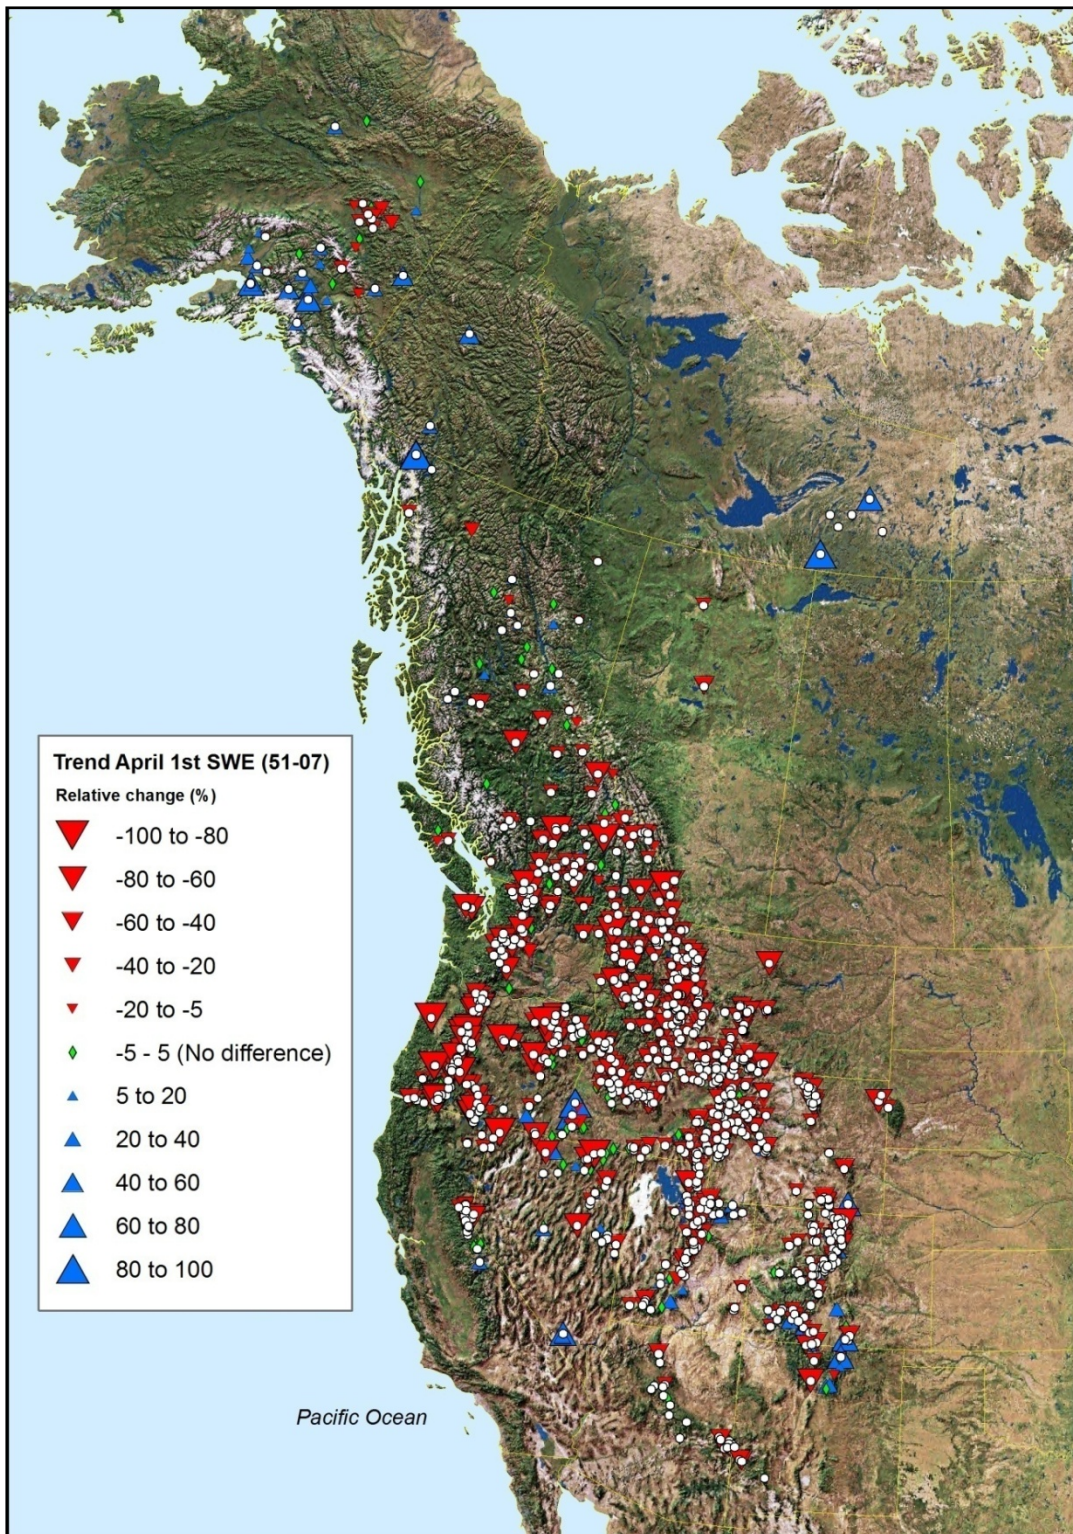 Trend April 1st SWE (51-07)
Relative change (%)
-100 to -80
-80 to -60
-60 to -40
-40 to -20
-20 to -5
-5 - 5 (No difference)
5 to 20
20 to 40
40 to 60
60 to 80
80 to 100
Pacific Ocean